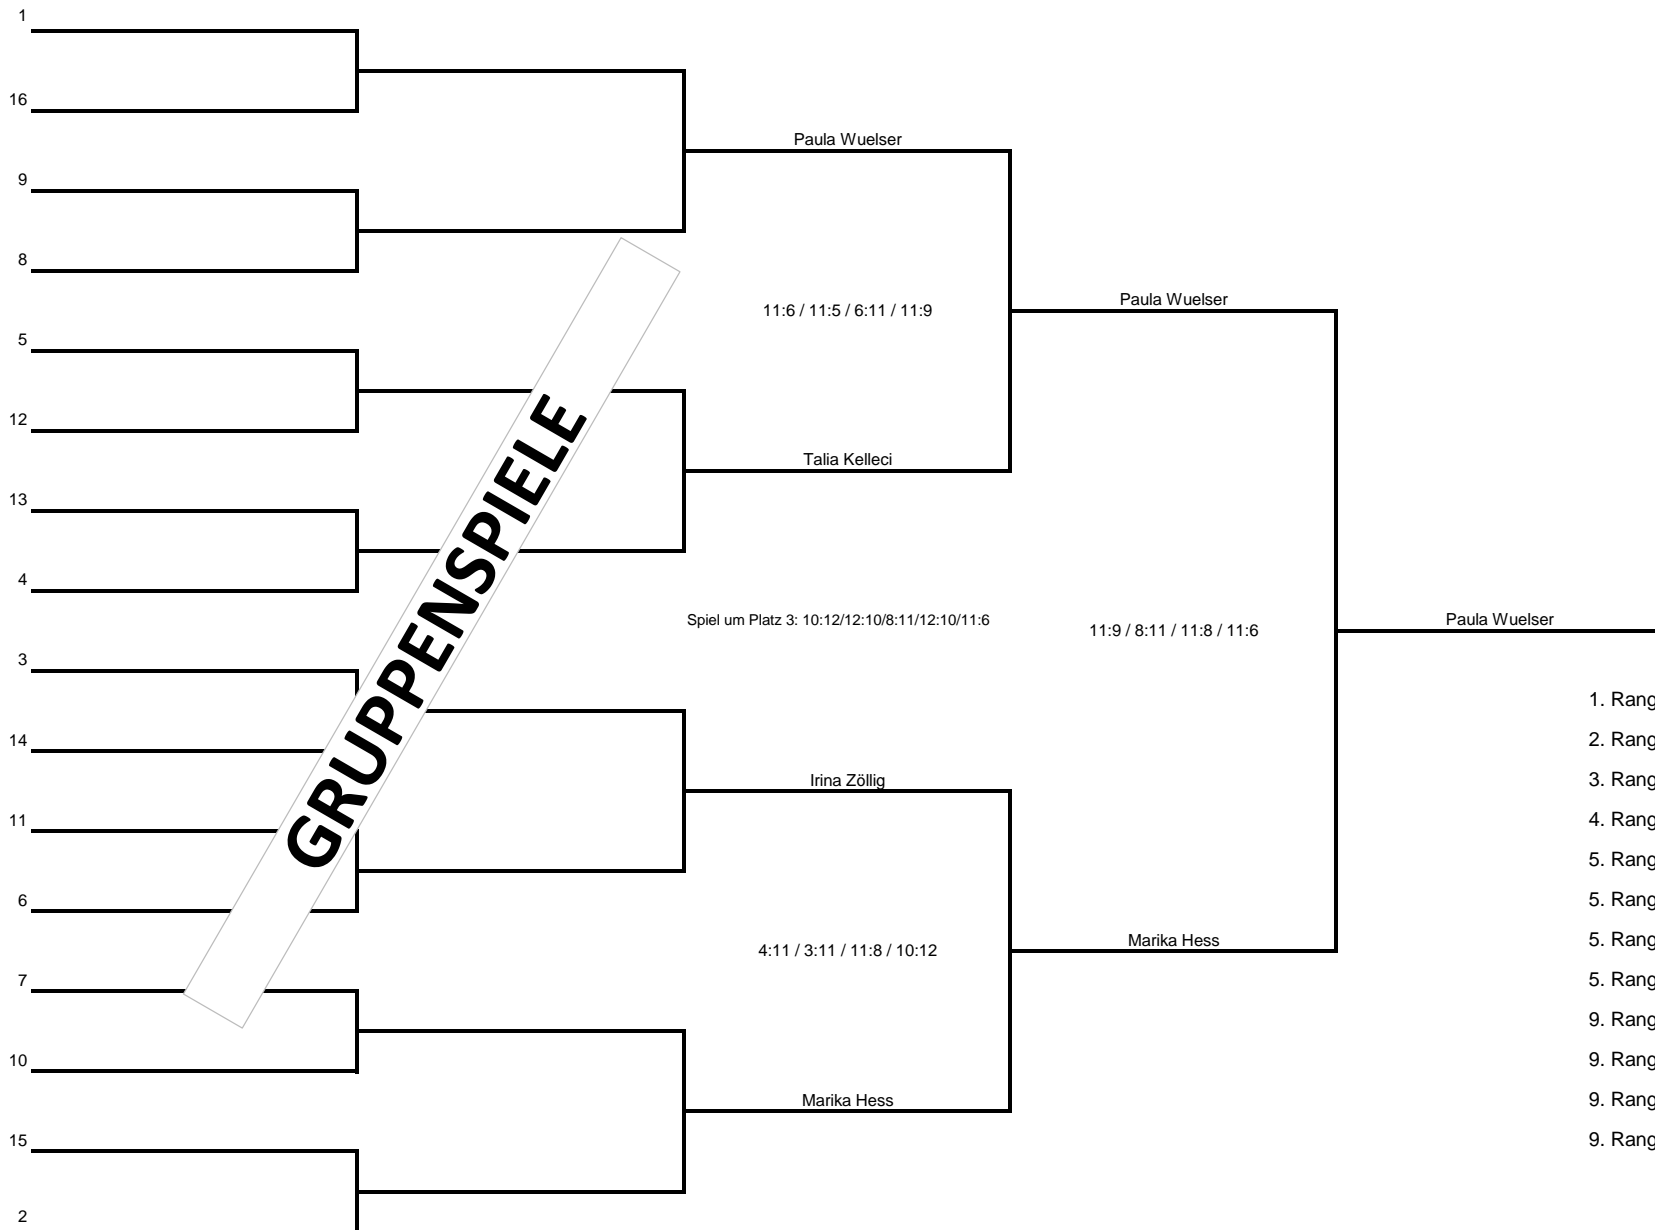 1
16
Paula Wuelser
9
8
Paula Wuelser
11:6 / 11:5 / 6:11 / 11:9
5
12
Talia Kelleci
13
4
GRUPPENSPIELE
Spiel um Platz 3: 10:12/12:10/8:11/12:10/11:6
11:9 / 8:11 / 11:8 / 11:6
Paula Wuelser
3
14
Irina Zöllig
11
6
Marika Hess
4:11 / 3:11 / 11:8 / 10:12
7
10
Marika Hess
15
2
1. Rang
2. Rang
3. Rang
4. Rang
5. Rang
5. Rang
5. Rang
5. Rang
9. Rang
9. Rang
9. Rang
9. Rang